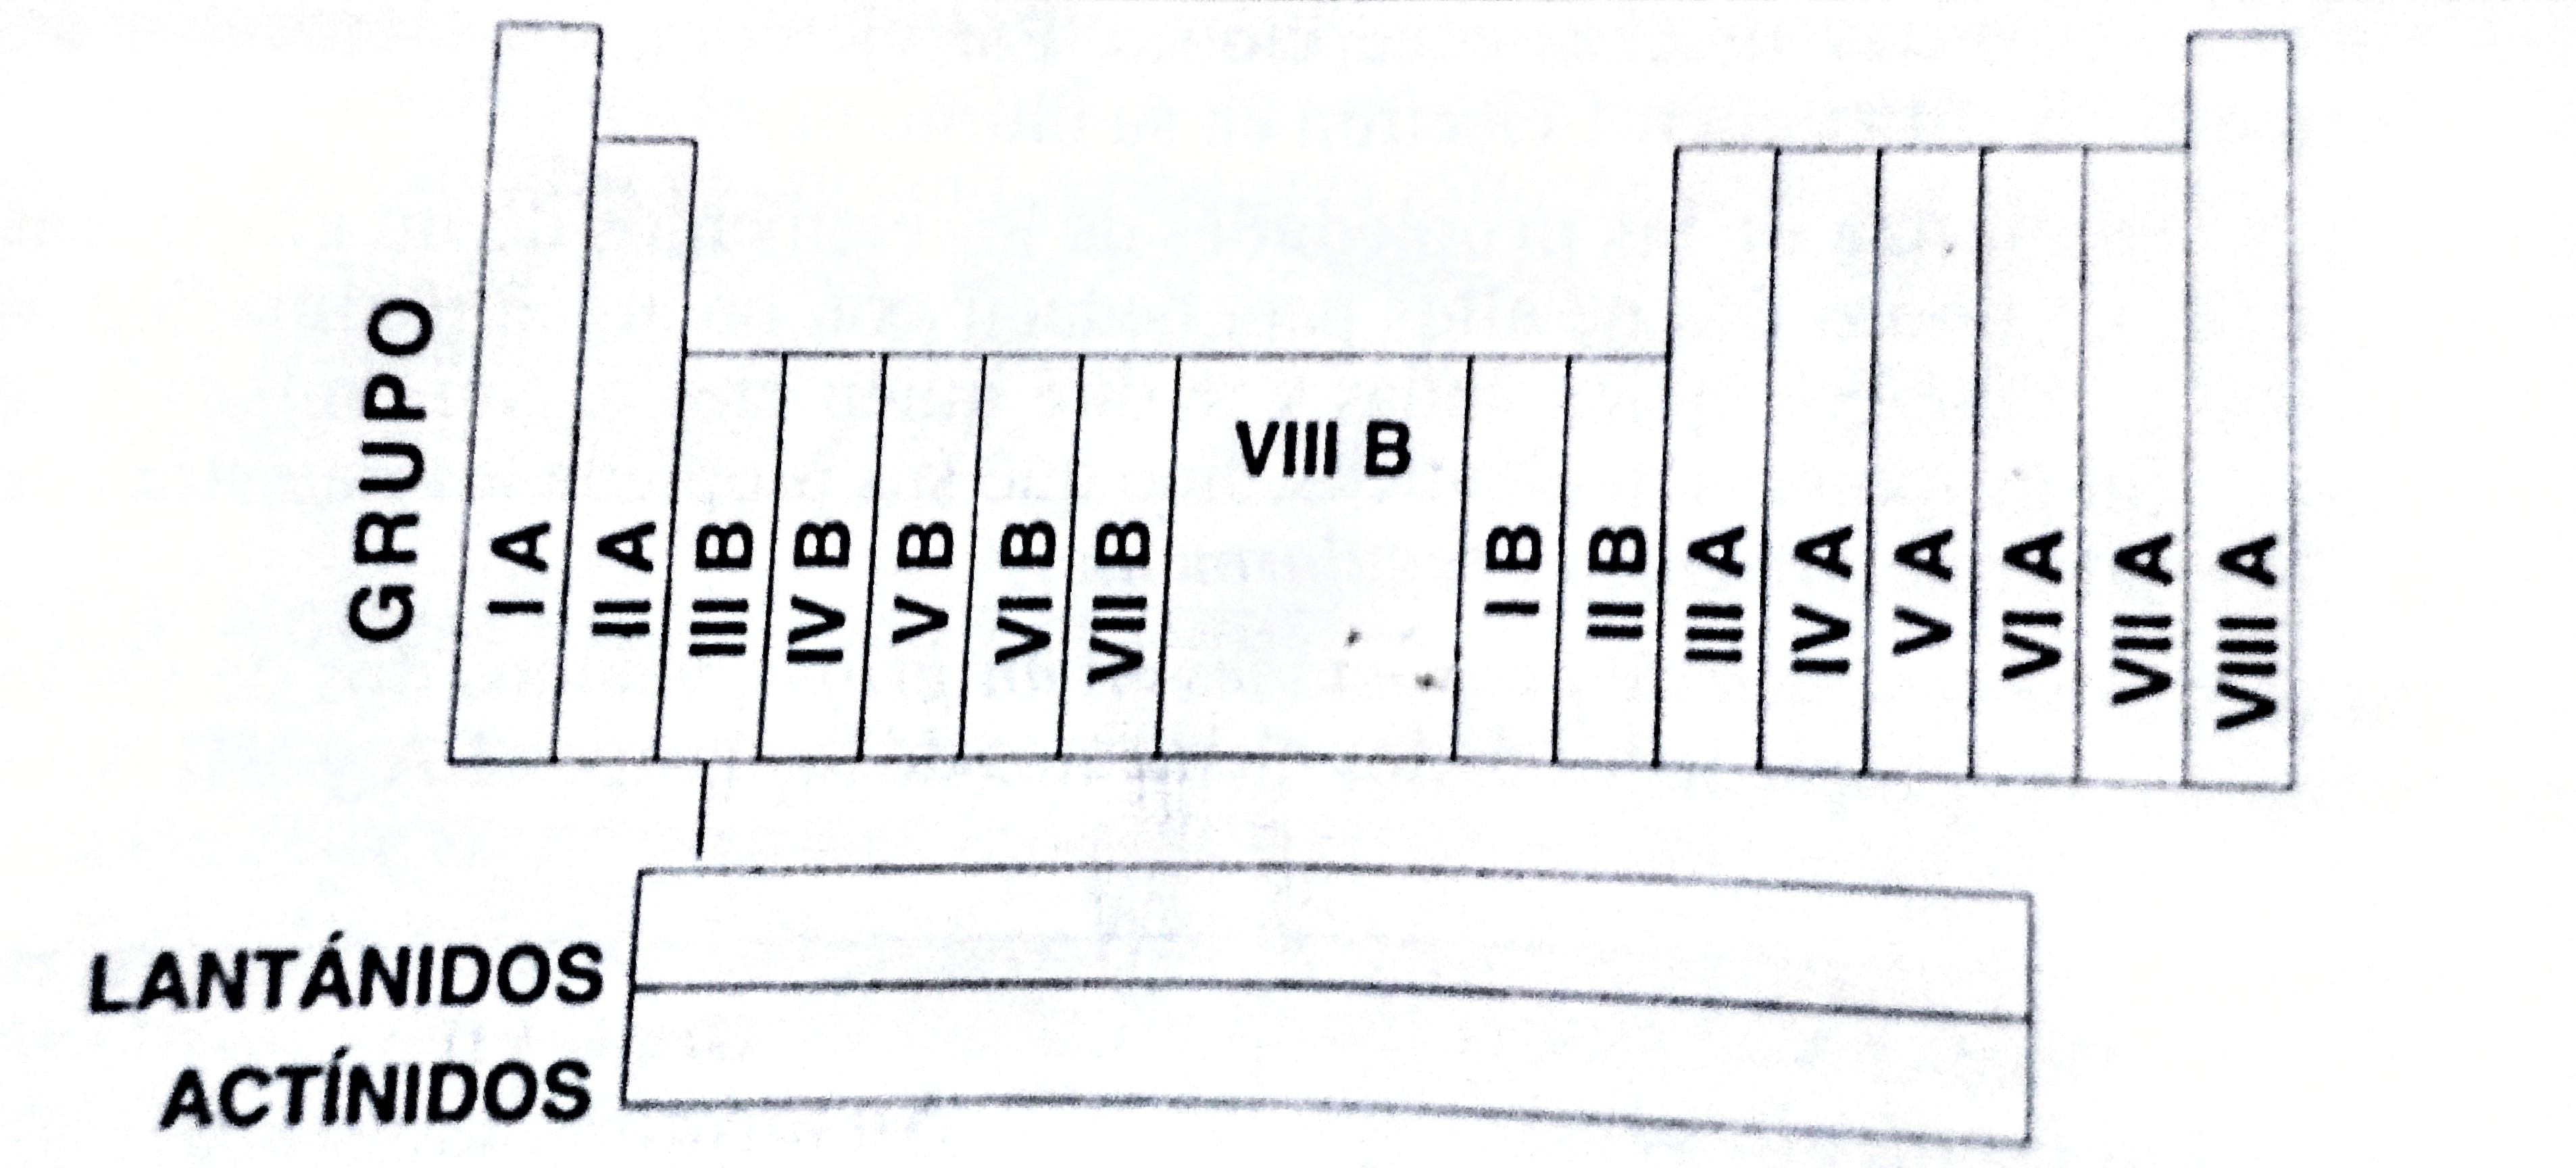 GRUPO
I A
II A
III B
IV B
V B
VI B
VII B
VIII B
I B
II B
III A
IV A
V A
VI A
VII A
VIII A
LANTÁNIDOS
ACTÍNIDOS